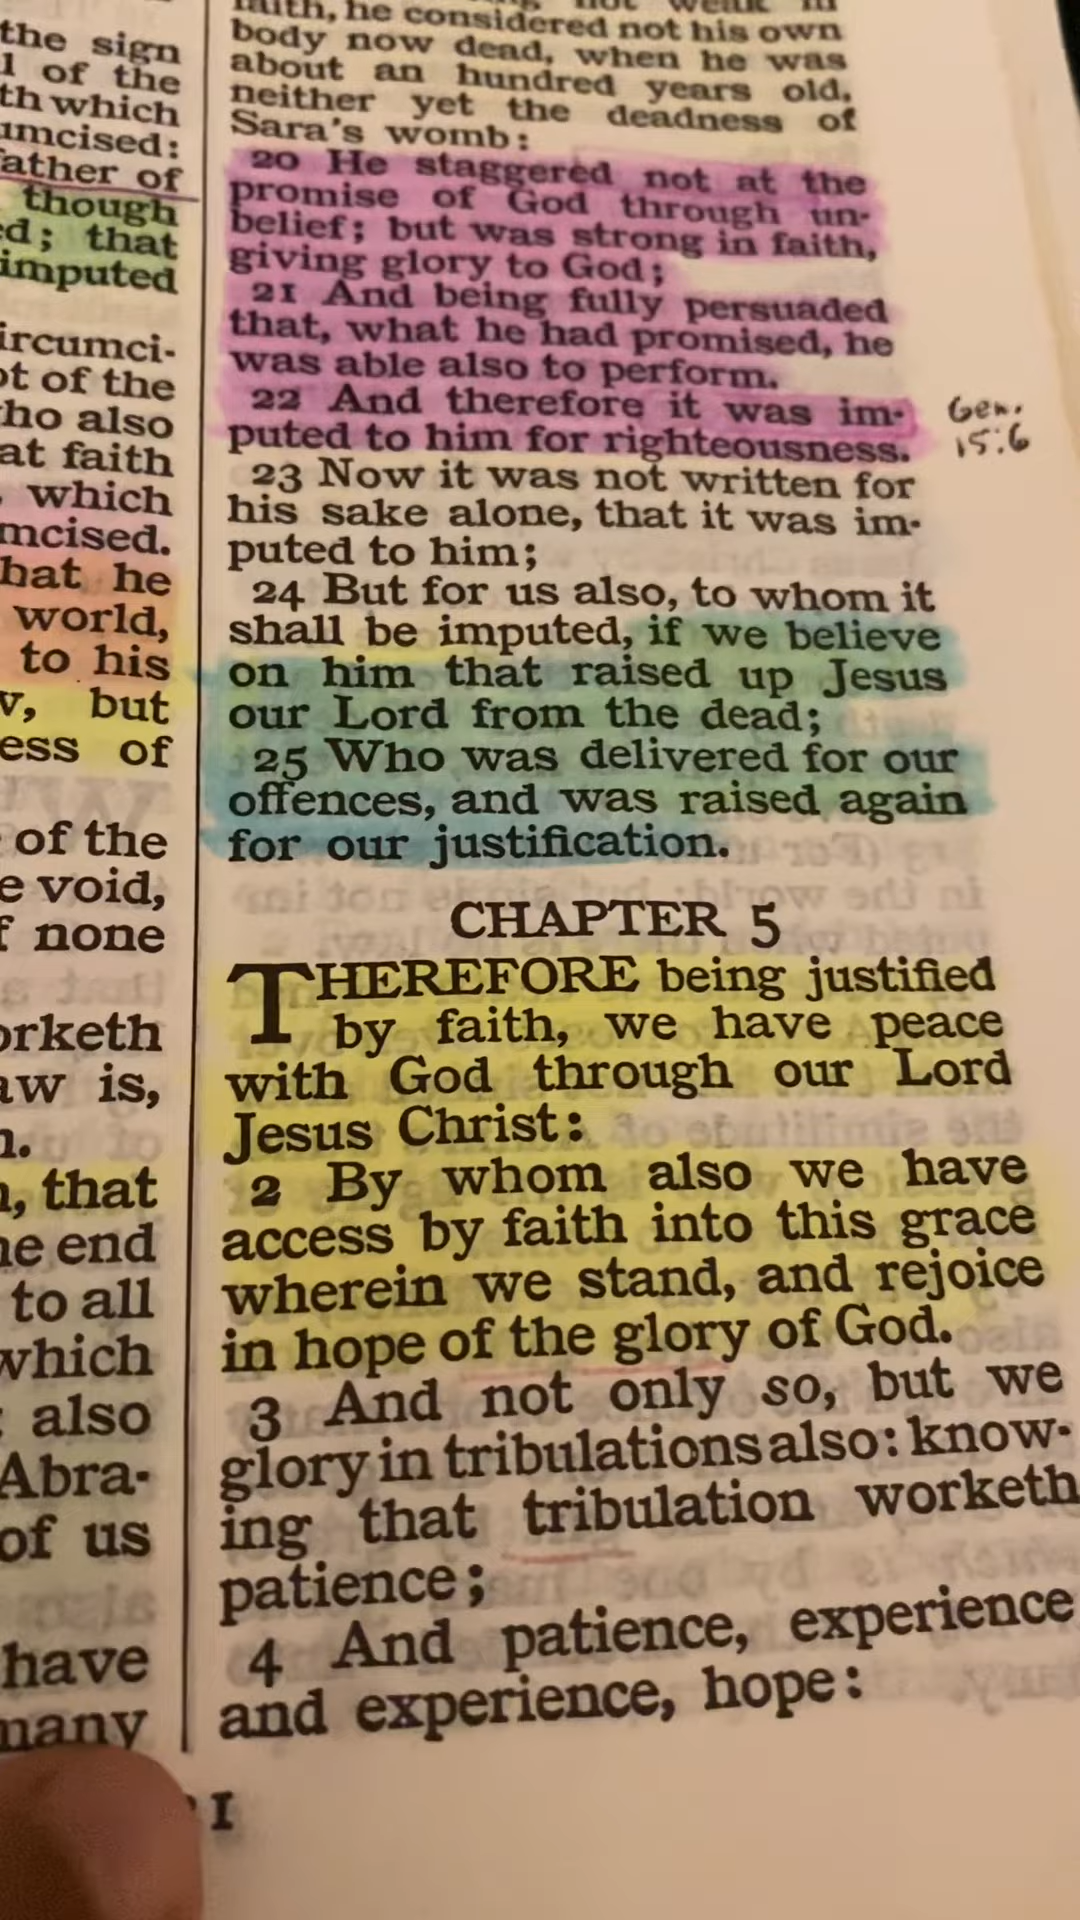 the sign
of the
th which
umcised:
father of
though
ed; that
imputed
ircumci-
ot of the
who also
at faith
which
mcised.
that he
world,
to his
but
ess of
of the
e void,
f none
orketh
aw is,
that
he end
to all
which
also
Abra-
of us
have
many
faith, he considered not his own
body now dead, when he was
about an hundred years old,
neither yet the deadness of
Sara's womb:
20 He staggered not at the
promise of God through un-
belief; but was strong in faith,
giving glory to God;
21 And being fully persuaded
that, what he had promised, he
was able also to perform.
22 And therefore it was im-
puted to him for righteousness.
Gen.
15:6
23 Now it was not written for
his sake alone, that it was im-
puted to him;
24 But for us also, to whom it
shall be imputed, if we believe
on him that raised up Jesus
our Lord from the dead;
25 Who was delivered for our
offences, and was raised again
for our justification.
CHAPTER 5
THEREFORE being justified
by faith, we have peace
with God through our Lord
Jesus Christ:
2 By whom also we have
access by faith into this grace
wherein we stand, and rejoice
in hope of the glory of God.
3 And not only so, but we
glory in tribulations also: know-
ing that tribulation worketh
patience;
4 And patience, experience
and experience, hope: